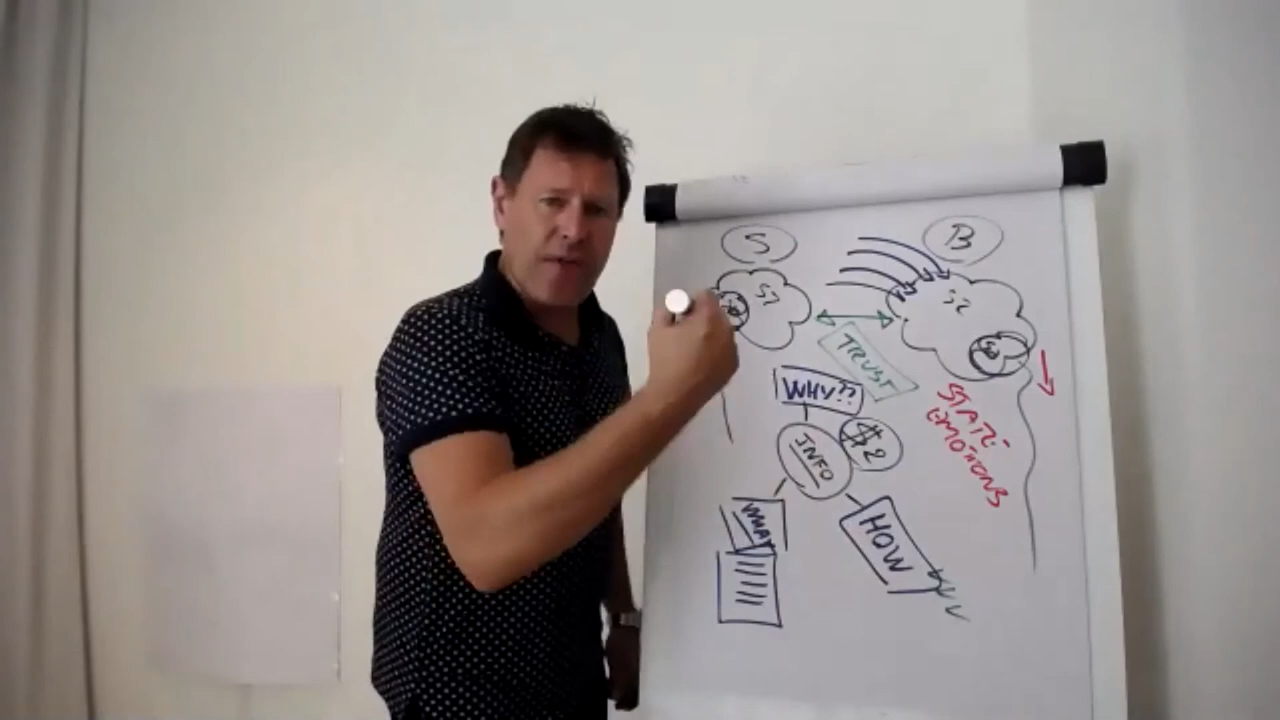 S
B
S1
S2
TRUST
WHY??
$2
INFO
STATE
EMOTIONS
WHAT
HOW